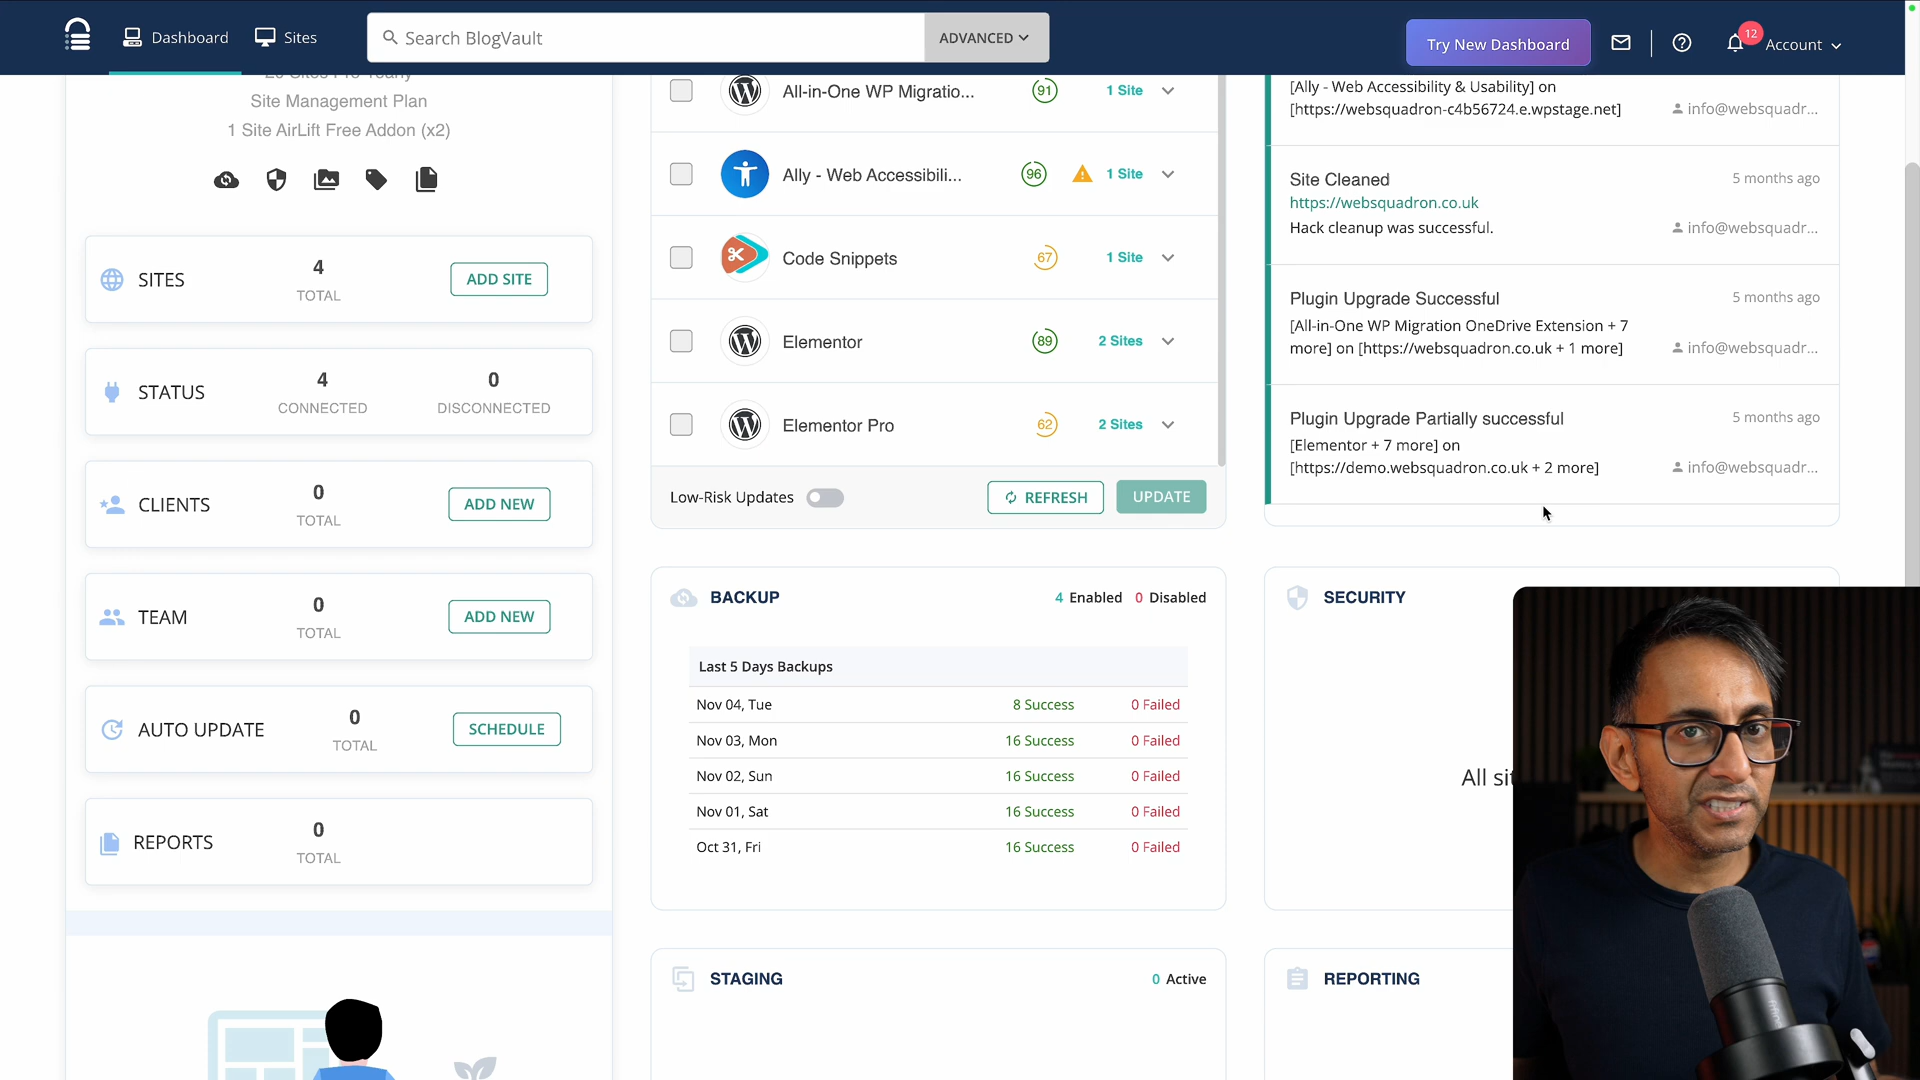 Dashboard
Sites
Search BlogVault
ADVANCED
Try New Dashboard
12
Account
Site Management Plan
1 Site AirLift Free Addon (x2)
SITES
4
TOTAL
ADD SITE
STATUS
4
CONNECTED
0
DISCONNECTED
CLIENTS
0
TOTAL
ADD NEW
TEAM
0
TOTAL
ADD NEW
AUTO UPDATE
0
TOTAL
SCHEDULE
REPORTS
0
TOTAL
All-in-One WP Migratio...
91
1 Site
Ally - Web Accessibili...
96
1 Site
Code Snippets
67
1 Site
Elementor
89
2 Sites
Elementor Pro
62
2 Sites
Low-Risk Updates
REFRESH
UPDATE
BACKUP
4 Enabled 0 Disabled
Last 5 Days Backups
Nov 04, Tue 8 Success 0 Failed
Nov 03, Mon 16 Success 0 Failed
Nov 02, Sun 16 Success 0 Failed
Nov 01, Sat 16 Success 0 Failed
Oct 31, Fri 16 Success 0 Failed
STAGING
0 Active
[Ally - Web Accessibility & Usability] on
[https://websquadron-c4b56724.e.wpstage.net]
info@websquadr...
Site Cleaned
5 months ago
https://websquadron.co.uk
Hack cleanup was successful.
info@websquadr...
Plugin Upgrade Successful
5 months ago
[All-in-One WP Migration OneDrive Extension + 7
more] on [https://websquadron.co.uk + 1 more]
info@websquadr...
Plugin Upgrade Partially successful
5 months ago
[Elementor + 7 more] on
[https://demo.websquadron.co.uk + 2 more]
info@websquadr...
SECURITY
All
REPORTING